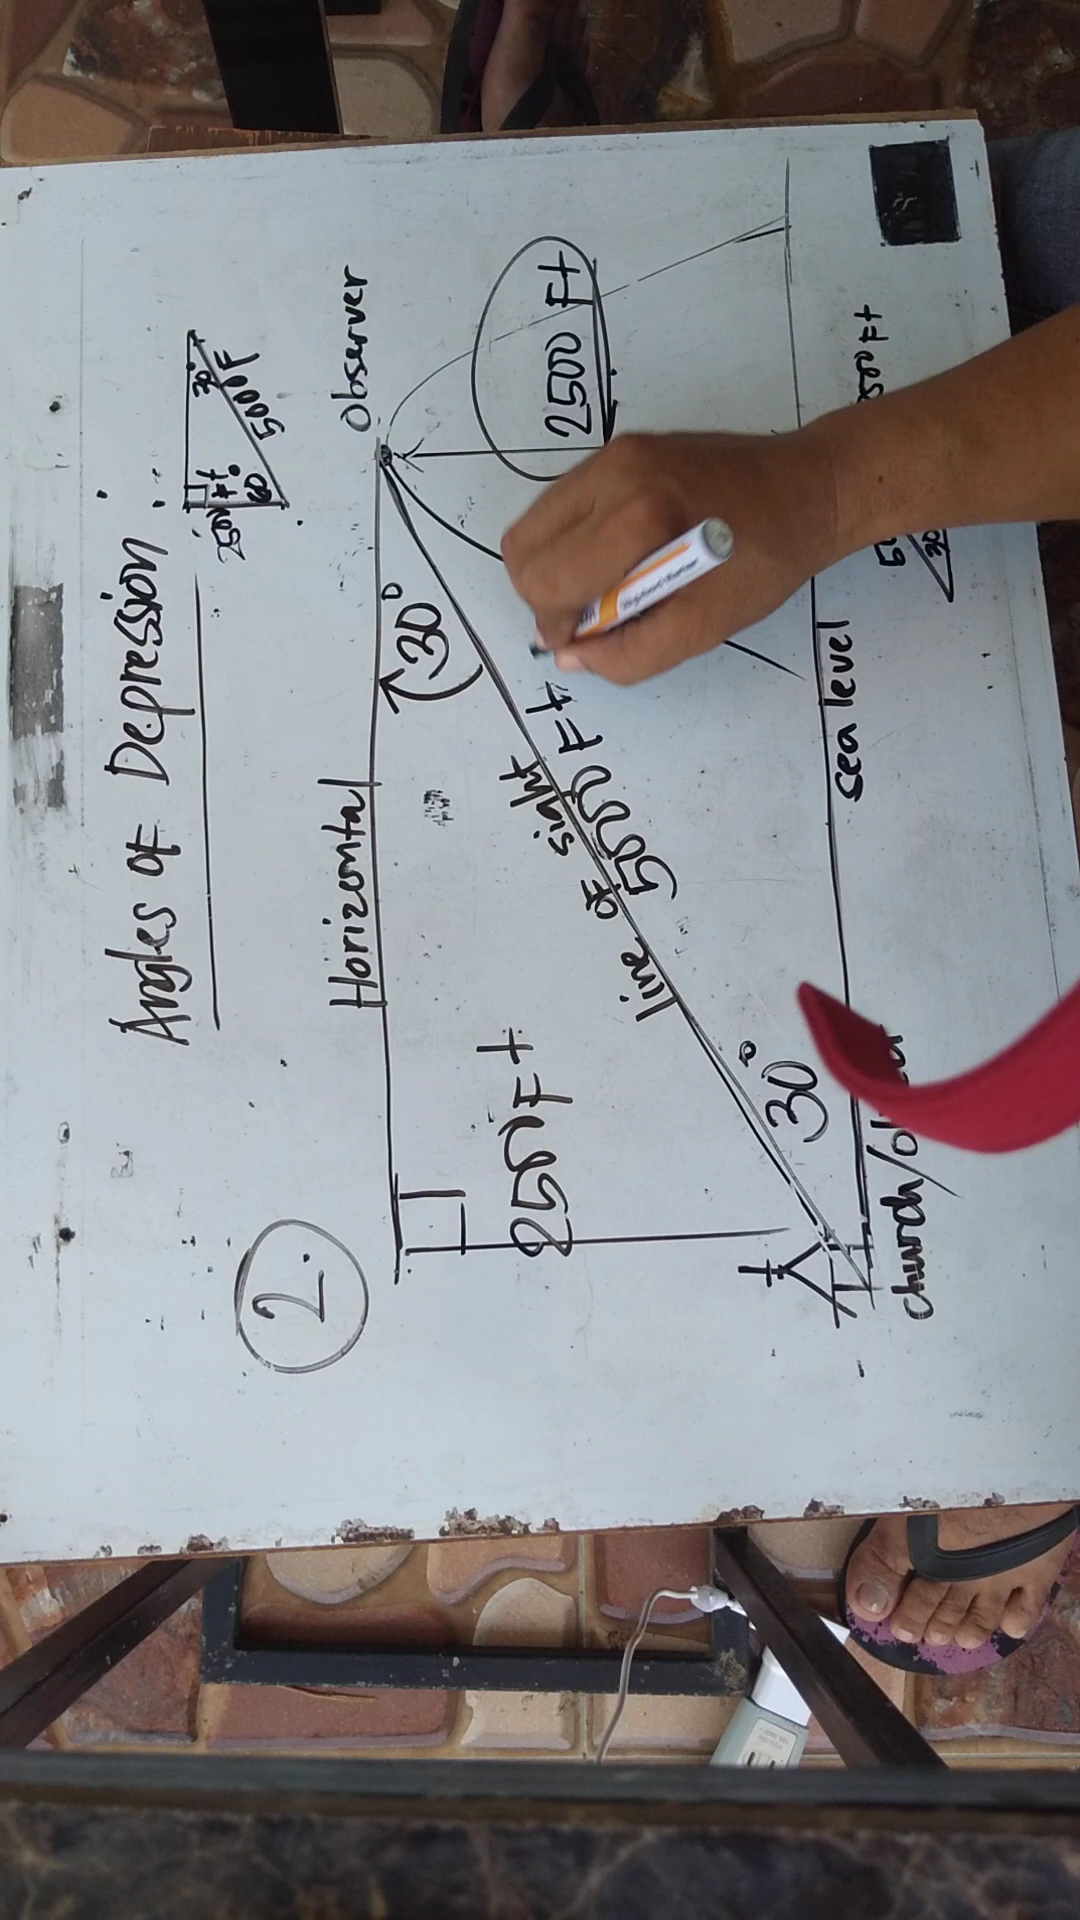 Angles of Depression:
30°
2500 Ft.
60°
5000 F
2.
Horizontal
observer
30°
2500 Ft
2500 Ft
line of sight
5000 Ft
30°
sea level
church/
30